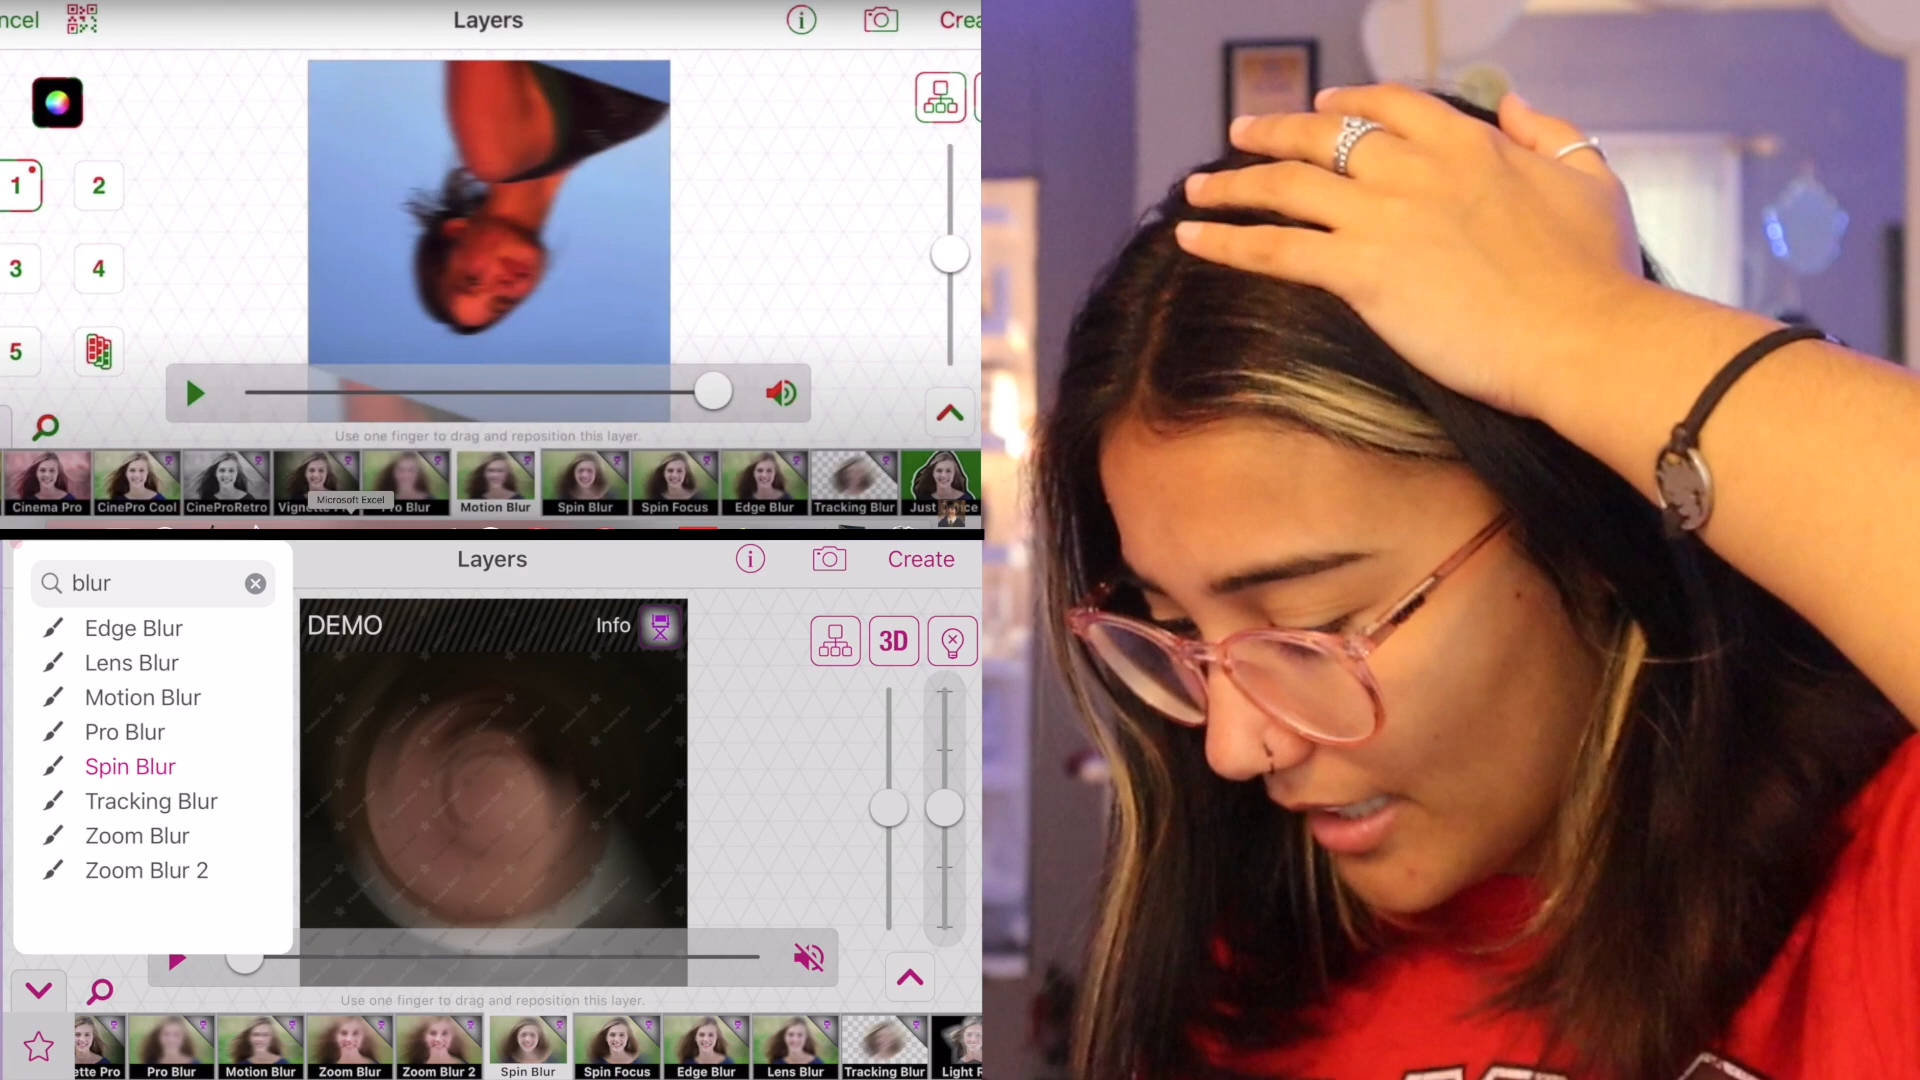 ncel
Layers
Crea
1
2
3
4
5
Use one finger to drag and reposition this layer.
Microsoft Excel
Cinema Pro
CinePro Cool
CineProRetro
Motion Blur
Spin Blur
Spin Focus
Edge Blur
Tracking Blur
blur
Edge Blur
Lens Blur
Motion Blur
Pro Blur
Spin Blur
Tracking Blur
Zoom Blur
Zoom Blur 2
Layers
Create
DEMO
Info
3D
Use one finger to drag and reposition this layer.
ette Pro
Pro Blur
Motion Blur
Zoom Blur
Zoom Blur 2
Spin Blur
Spin Focus
Edge Blur
Lens Blur
Tracking Blur
Light